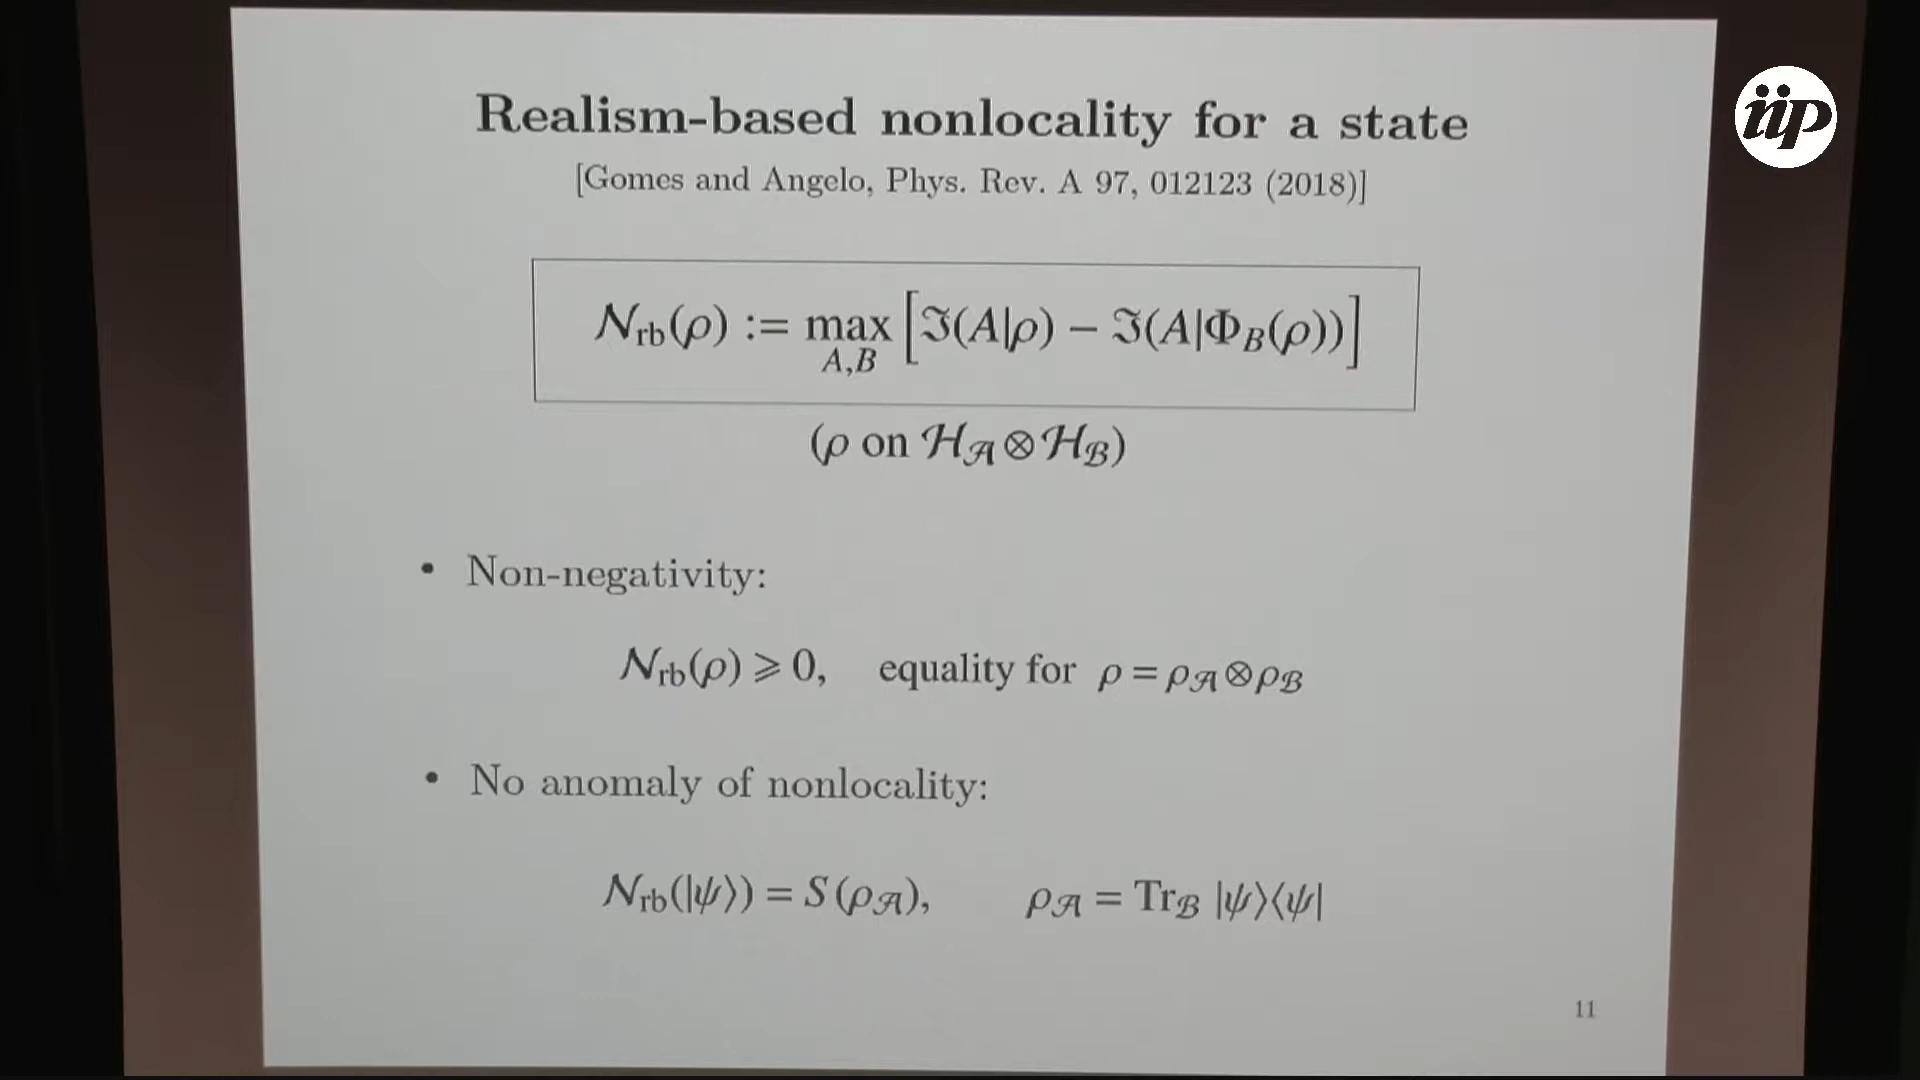 Realism-based nonlocality for a state
[Gomes and Angelo, Phys. Rev. A 97, 012123 (2018)]
𝒩rb(ρ) := max A,B [ℑ(A|ρ) − ℑ(A|Φ_B(ρ))]
(ρ on ℋ𝒜⊗ℋℬ)
• Non-negativity:
𝒩rb(ρ) ⩾ 0, equality for ρ = ρ𝒜⊗ρℬ
• No anomaly of nonlocality:
𝒩rb(|ψ⟩) = S(ρ𝒜), ρ𝒜 = Trℬ |ψ⟩⟨ψ|
11
iip